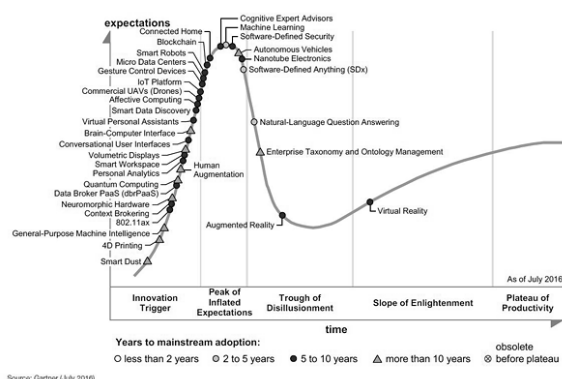 expectations
Connected Home
Blockchain
Smart Robots
Micro Data Centers
Gesture Control Devices
IoT Platform
Commercial UAVs (Drones)
Affective Computing
Smart Data Discovery
Virtual Personal Assistants
Brain-Computer Interface
Conversational User Interfaces
Volumetric Displays
Smart Workspace
Personal Analytics
Quantum Computing
Data Broker PaaS (dbrPaaS)
Neuromorphic Hardware
Context Brokering
802.11ax
General-Purpose Machine Intelligence
4D Printing
Smart Dust
Human
Augmentation
Cognitive Expert Advisors
Machine Learning
Software-Defined Security
Autonomous Vehicles
Nanotube Electronics
Software-Defined Anything (SDx)
Natural-Language Question Answering
Enterprise Taxonomy and Ontology Management
Augmented Reality
Virtual Reality
As of July 2016
Innovation
Trigger
Peak of
Inflated
Expectations
Trough of
Disillusionment
Slope of Enlightenment
Plateau of
Productivity
time
Years to mainstream adoption:
less than 2 years
2 to 5 years
5 to 10 years
more than 10 years
obsolete
before plateau
Source: Gartner (July 2016)